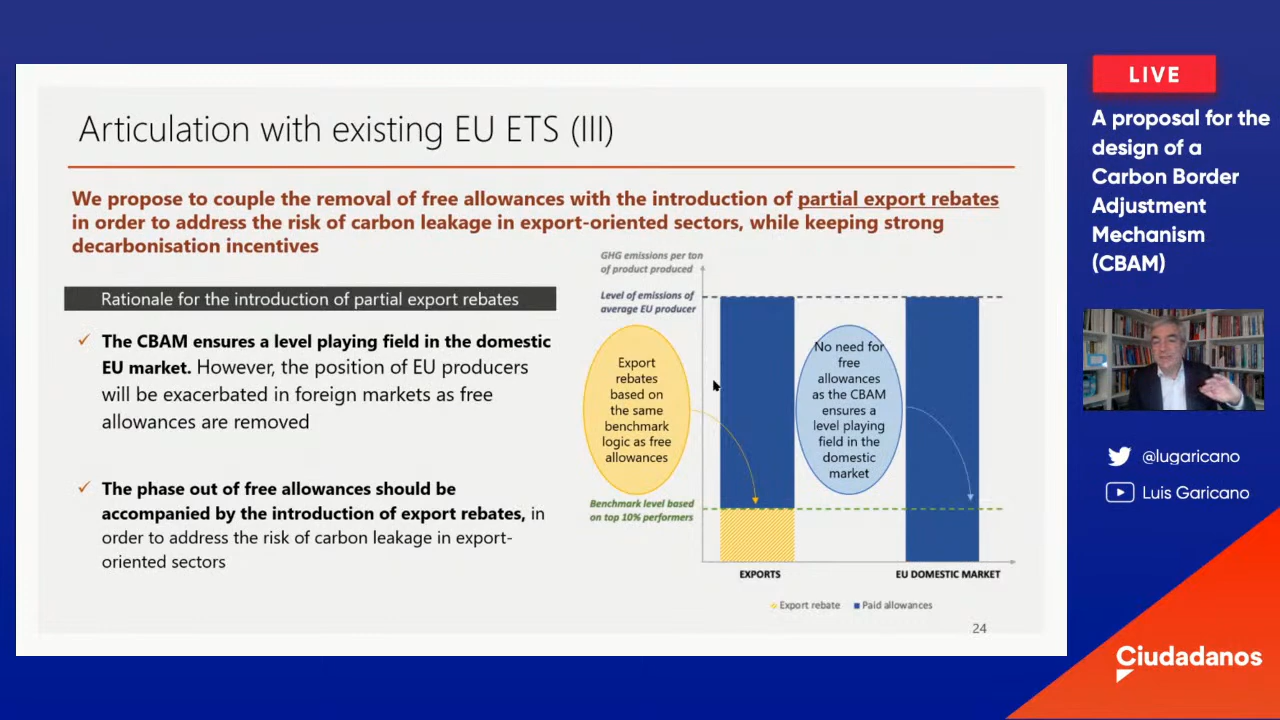 Articulation with existing EU ETS (III)
We propose to couple the removal of free allowances with the introduction of partial export rebates
in order to address the risk of carbon leakage in export-oriented sectors, while keeping strong
decarbonisation incentives
Rationale for the introduction of partial export rebates
✓ The CBAM ensures a level playing field in the domestic
EU market. However, the position of EU producers
will be exacerbated in foreign markets as free
allowances are removed
✓ The phase out of free allowances should be
accompanied by the introduction of export rebates, in
order to address the risk of carbon leakage in export-
oriented sectors
GHG emissions per ton
of product produced
Level of emissions of
average EU producer
Export
rebates
based on
the same
benchmark
logic as free
allowances
No need for
free
allowances
as the CBAM
ensures a
level playing
field in the
domestic
market
Benchmark level based
on top 10% performers
EXPORTS
EU DOMESTIC MARKET
Export rebate
Paid allowances
24
LIVE
A proposal for the
design of a
Carbon Border
Adjustment
Mechanism
(CBAM)
@lugaricano
Luis Garicano
Ciudadanos